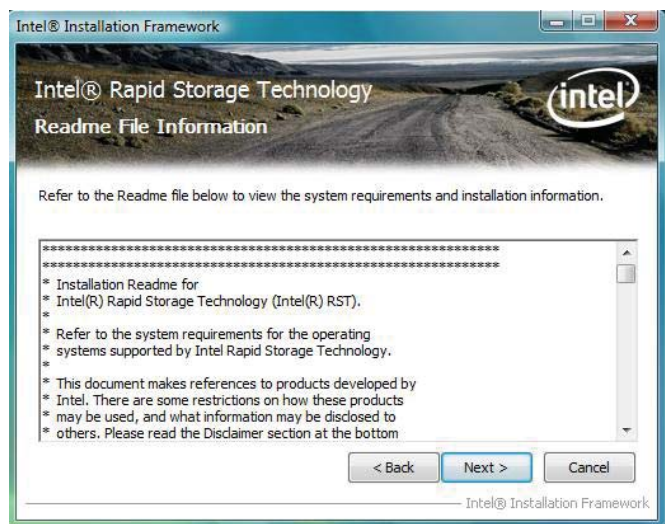 Intel® Installation Framework
Intel® Rapid Storage Technology
intel
Readme File Information
Refer to the Readme file below to view the system requirements and installation information.
************************************************************
************************************************************
* Installation Readme for
* Intel(R) Rapid Storage Technology (Intel(R) RST).
*
* Refer to the system requirements for the operating
* systems supported by Intel Rapid Storage Technology.
*
* This document makes references to products developed by
* Intel. There are some restrictions on how these products
* may be used, and what information may be disclosed to
* others. Please read the Disclaimer section at the bottom
< Back Next > Cancel
Intel® Installation Framework